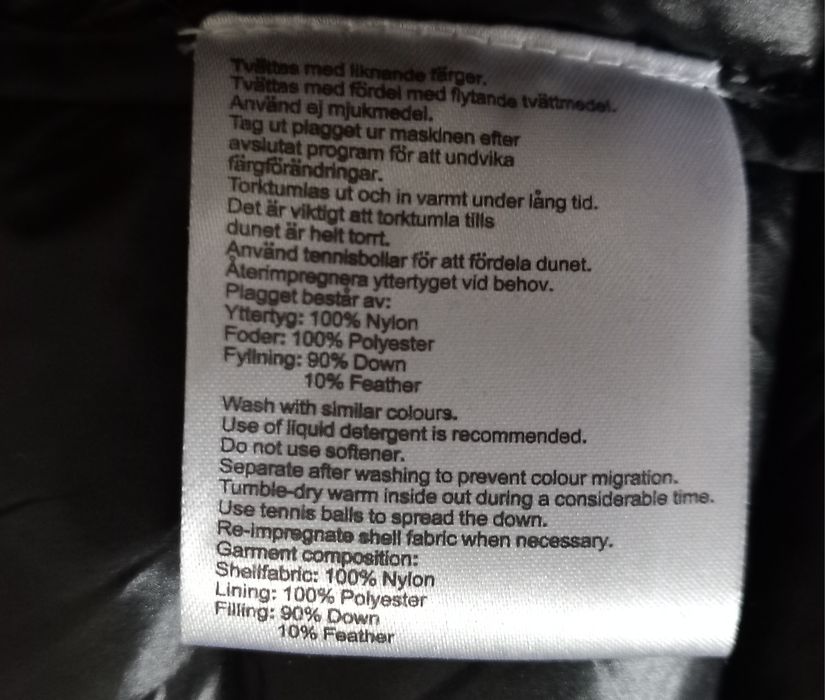 Tvättas med liknande färger.
Tvättas med fördel med flytande tvättmedel.
Använd ej mjukmedel.
Tag ut plagget ur maskinen efter
avslutat program för att undvika
färgförändringar.
Torktumlas ut och in varmt under lång tid.
Det är viktigt att torktumla tills
dunet är helt torrt.
Använd tennisbollar för att fördela dunet.
Återimpregnera yttertyget vid behov.
Plagget består av:
Yttertyg: 100% Nylon
Foder: 100% Polyester
Fyllning: 90% Down
10% Feather
Wash with similar colours.
Use of liquid detergent is recommended.
Do not use softener.
Separate after washing to prevent colour migration.
Tumble-dry warm inside out during a considerable time.
Use tennis balls to spread the down.
Re-impregnate shell fabric when necessary.
Garment composition:
Shellfabric: 100% Nylon
Lining: 100% Polyester
Filling: 90% Down
10% Feather